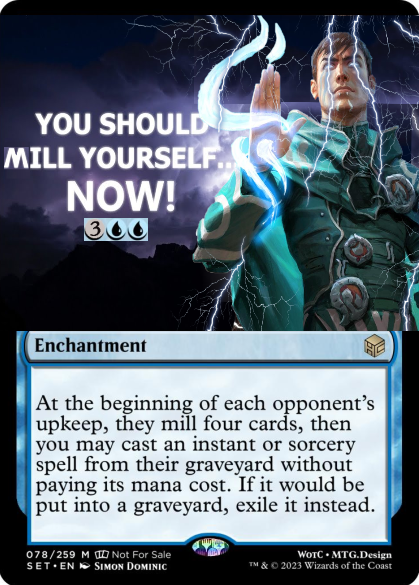 YOU SHOULD
MILL YOURSELF..
NOW!
3
Enchantment
At the beginning of each opponent's
upkeep, they mill four cards, then
you may cast an instant or sorcery
spell from their graveyard without
paying its mana cost. If it would be
put into a graveyard, exile it instead.
078/259 M Not For Sale
SET • EN SIMON DOMINIC
WOTC • MTG.DESIGN
™ & © 2023 Wizards of the Coast